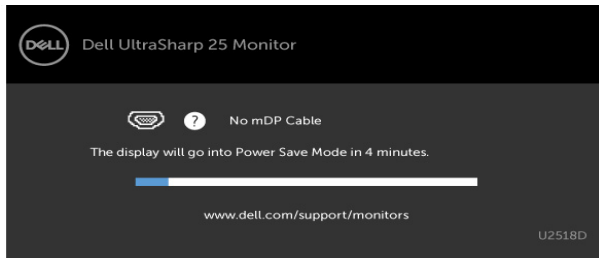 DELL Dell UltraSharp 25 Monitor
? No mDP Cable
The display will go into Power Save Mode in 4 minutes.
www.dell.com/support/monitors
U2518D